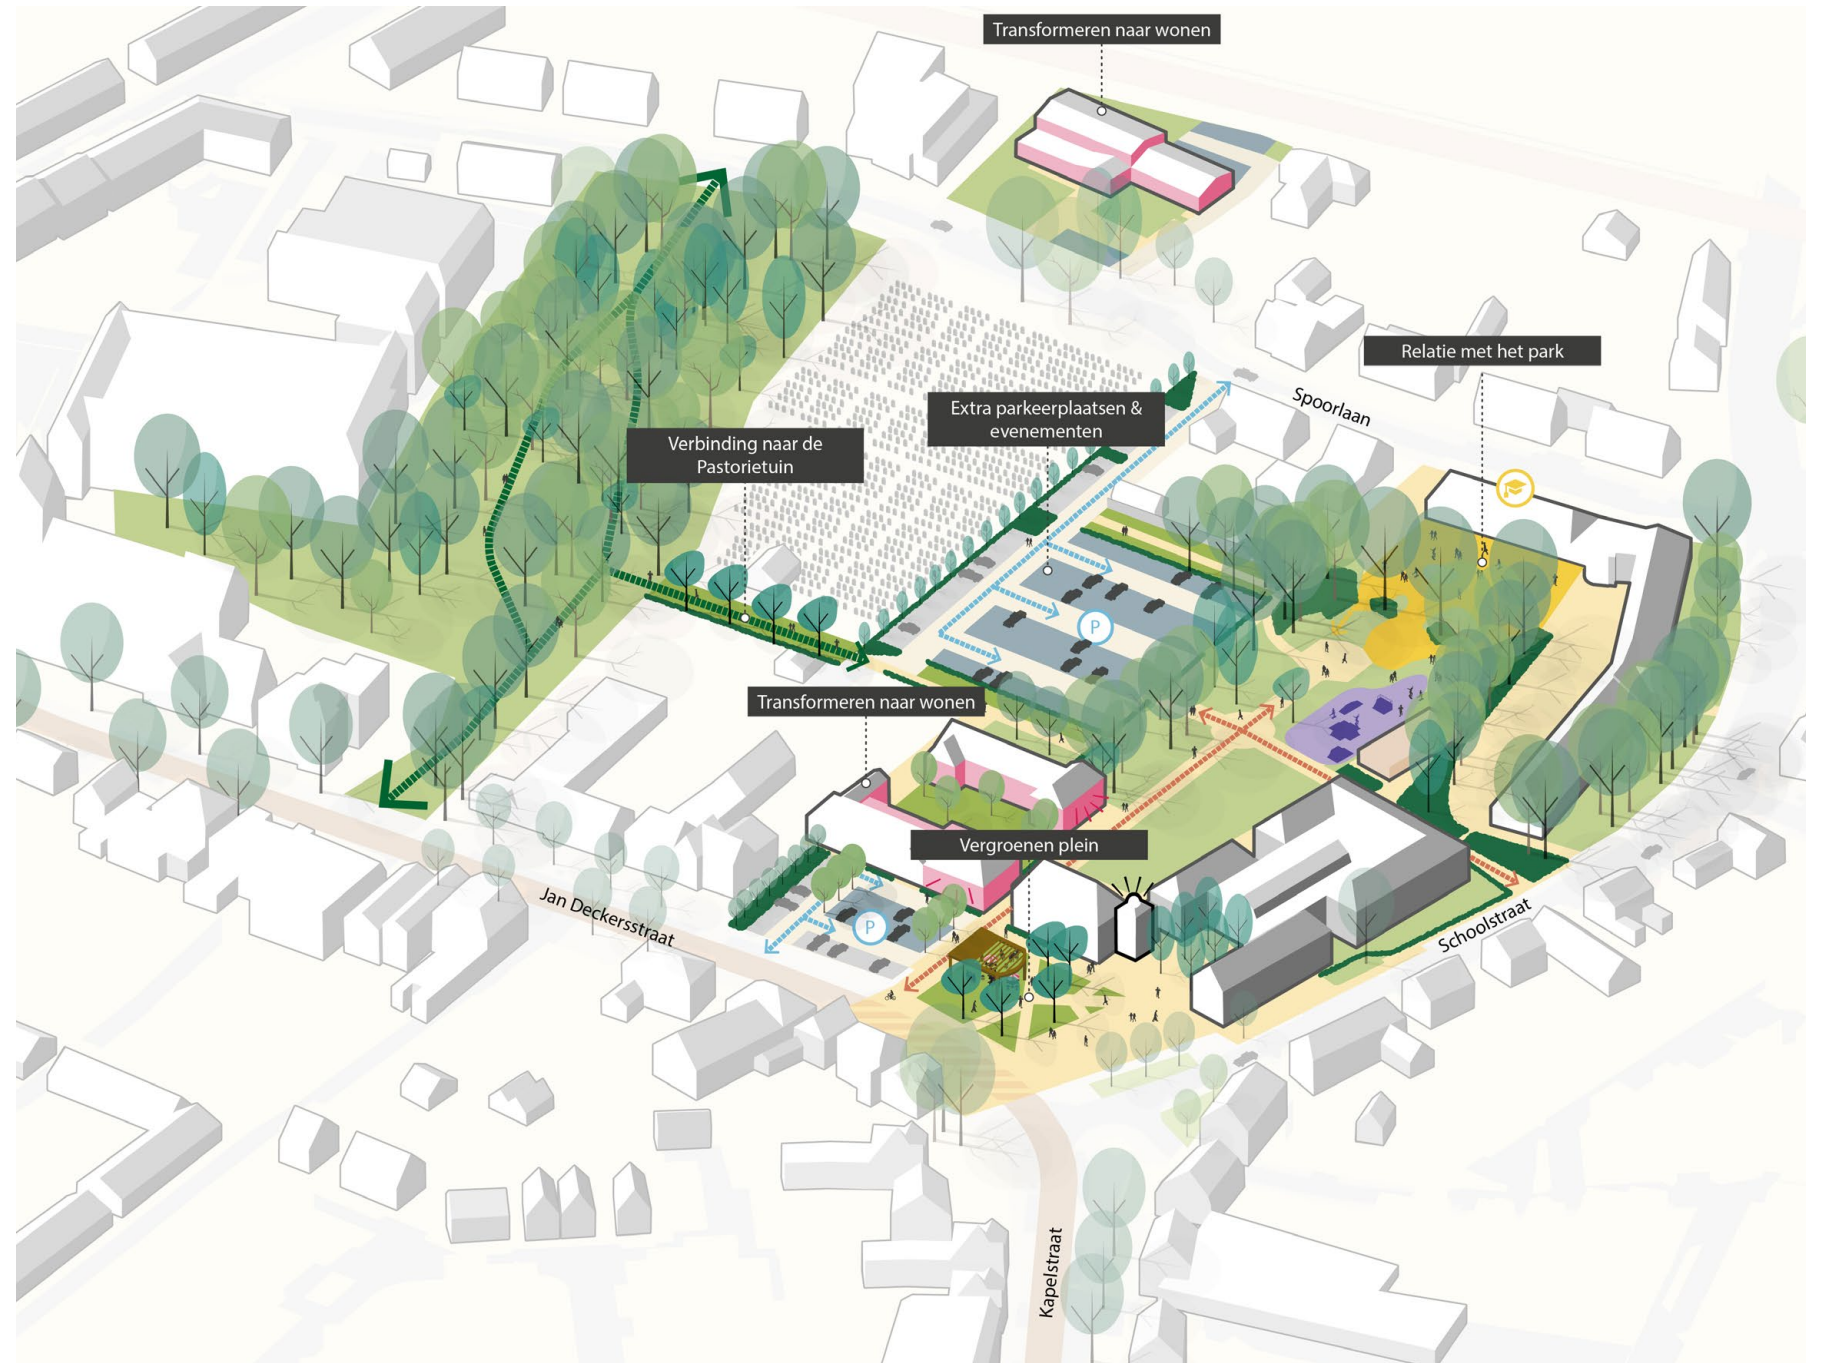 Transformeren naar wonen
Relatie met het park
Spoorlaan
Extra parkeerplaatsen &
evenementen
Verbinding naar de
Pastorietuin
P
Transformeren naar wonen
Vergroenen plein
P
Jan Deckersstraat
Schoolstraat
Kapelstraat